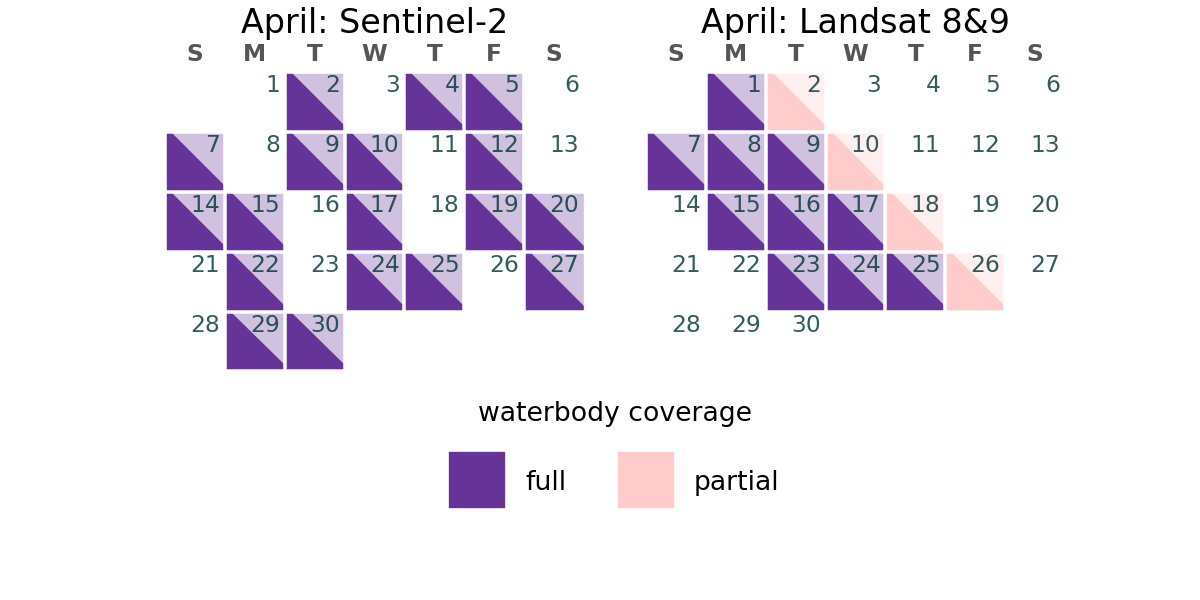 April: Sentinel-2
S M T W T F S
1 2 3 4 5 6
7 8 9 10 11 12 13
14 15 16 17 18 19 20
21 22 23 24 25 26 27
28 29 30
April: Landsat 8&9
S M T W T F S
1 2 3 4 5 6
7 8 9 10 11 12 13
14 15 16 17 18 19 20
21 22 23 24 25 26 27
28 29 30
waterbody coverage
full
partial